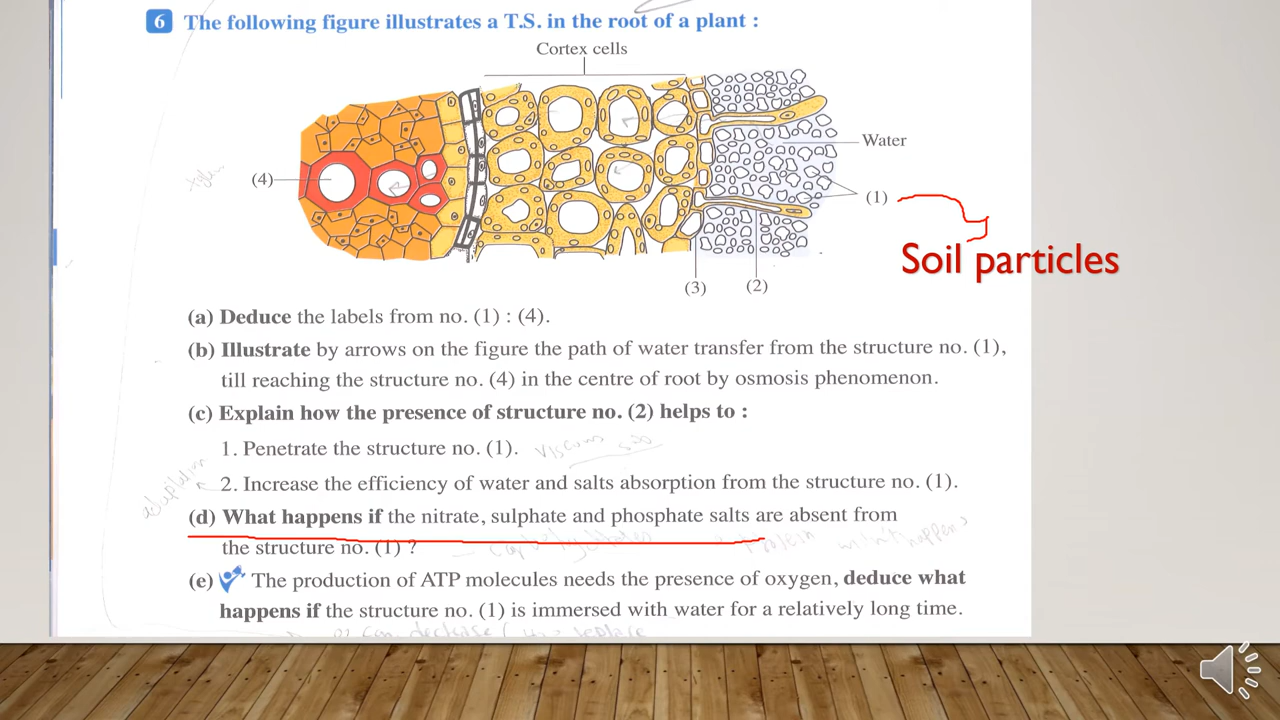 6 The following figure illustrates a T.S. in the root of a plant :
Cortex cells
Water
(4)
(1)
Soil particles
(3)
(2)
(a) Deduce the labels from no. (1) : (4).
(b) Illustrate by arrows on the figure the path of water transfer from the structure no. (1),
till reaching the structure no. (4) in the centre of root by osmosis phenomenon.
(c) Explain how the presence of structure no. (2) helps to :
1. Penetrate the structure no. (1). Viscous
2. Increase the efficiency of water and salts absorption from the structure no. (1).
(d) What happens if the nitrate, sulphate and phosphate salts are absent from
the structure no. (1) ?
(e) The production of ATP molecules needs the presence of oxygen, deduce what
happens if the structure no. (1) is immersed with water for a relatively long time.